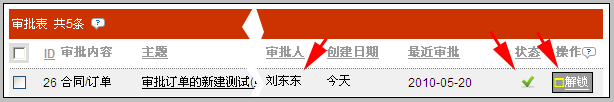 审批表 共5条 ?
ID 审批内容 主题 审批人 创建日期 最近审批 状态 操作 ?
26 合同/订单 审批订单的新建测试( 刘东东 今天 2010-05-20 解锁